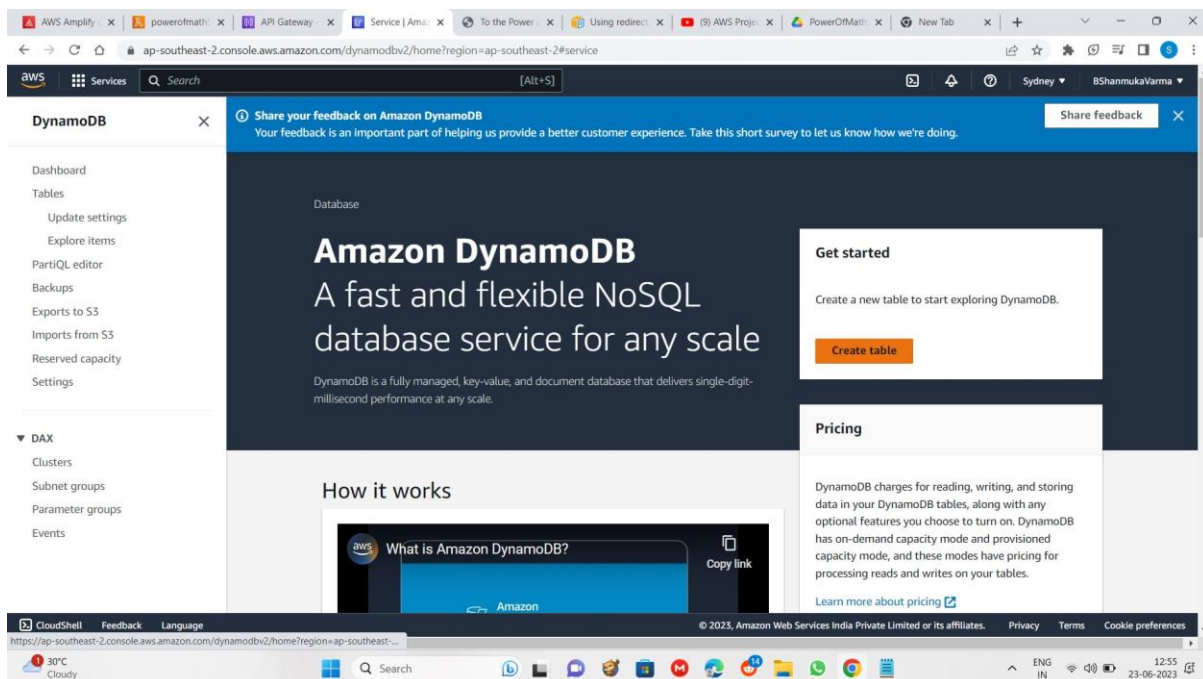 AWS Amplify c
powerofmath
API Gateway -
Service | Ama
To the Power o
Using redirect
(9) AWS Proje
PowerOfMath
New Tab
ap-southeast-2.console.aws.amazon.com/dynamodbv2/home?region=ap-southeast-2#service
S
aws
Services
Search
[Alt+S]
Sydney
BShanmukaVarma
DynamoDB
Dashboard
Tables
Update settings
Explore items
PartiQL editor
Backups
Exports to S3
Imports from S3
Reserved capacity
Settings
DAX
Clusters
Subnet groups
Parameter groups
Events
Share your feedback on Amazon DynamoDB
Your feedback is an important part of helping us provide a better customer experience. Take this short survey to let us know how we're doing.
Share feedback
Database
Amazon DynamoDB
A fast and flexible NoSQL
database service for any scale
DynamoDB is a fully managed, key-value, and document database that delivers single-digit-
millisecond performance at any scale.
Get started
Create a new table to start exploring DynamoDB.
Create table
Pricing
DynamoDB charges for reading, writing, and storing
data in your DynamoDB tables, along with any
optional features you choose to turn on. DynamoDB
has on-demand capacity mode and provisioned
capacity mode, and these modes have pricing for
processing reads and writes on your tables.
Learn more about pricing
How it works
aws
What is Amazon DynamoDB?
Copy link
Amazon
CloudShell
Feedback
Language
© 2023, Amazon Web Services India Private Limited or its affiliates.
Privacy
Terms
Cookie preferences
https://ap-southeast-2.console.aws.amazon.com/dynamodbv2/home?region=ap-southeast-...
1
30°C
Cloudy
Search
14
ENG
IN
12:55
23-06-2023